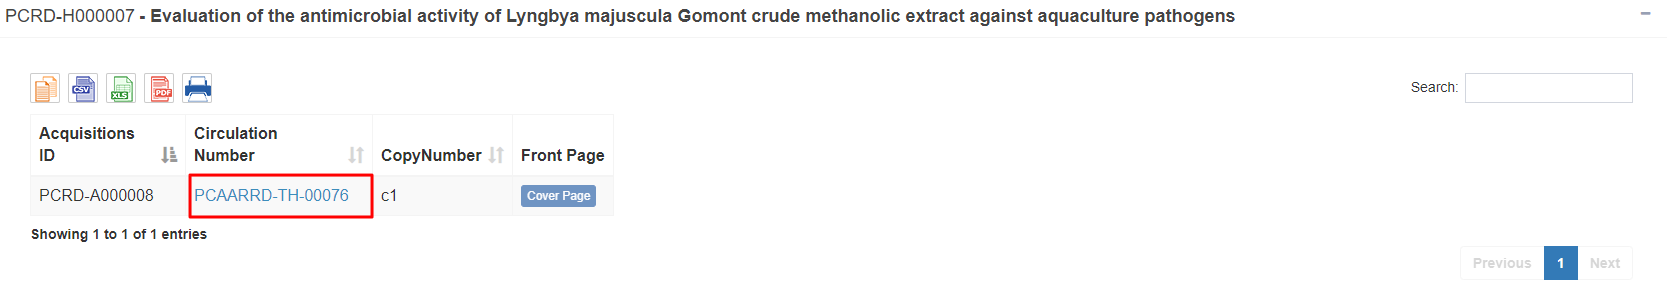 PCRD-H000007 - Evaluation of the antimicrobial activity of Lyngbya majuscula Gomont crude methanolic extract against aquaculture pathogens
CSV XLS PDF
Search:
Acquisitions ID Circulation Number CopyNumber Front Page
PCRD-A000008 PCAARRD-TH-00076 c1 Cover Page
Showing 1 to 1 of 1 entries
Previous 1 Next